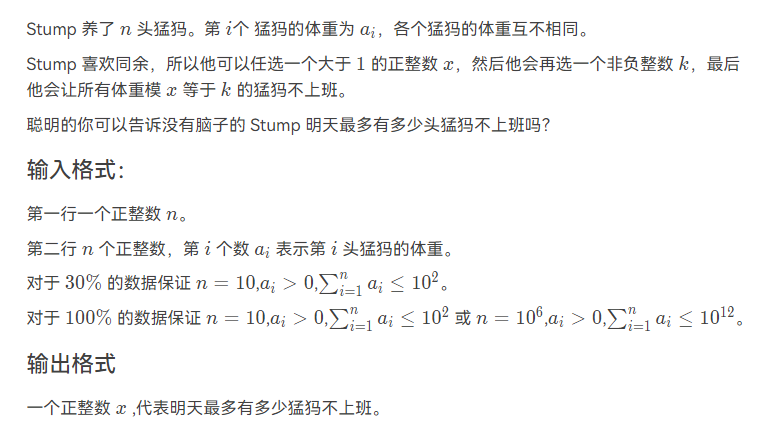 Stump 养了 n 头猛犸。第 i个 猛犸的体重为 a_i，各个猛犸的体重互不相同。
Stump 喜欢同余，所以他可以任选一个大于 1 的正整数 x，然后他会再选一个非负整数 k，最后
他会让所有体重模 x 等于 k 的猛犸不上班。
聪明的你可以告诉没有脑子的 Stump 明天最多有多少头猛犸不上班吗?
输入格式：
第一行一个正整数 n。
第二行 n 个正整数，第 i 个数 a_i 表示第 i 头猛犸的体重。
对于 30% 的数据保证 n = 10,a_i > 0,∑_{i=1}^{n} a_i ≤ 10^2。
对于 100% 的数据保证 n = 10,a_i > 0,∑_{i=1}^{n} a_i ≤ 10^2 或 n = 10^6,a_i > 0,∑_{i=1}^{n} a_i ≤ 10^{12}。
输出格式
一个正整数 x ,代表明天最多有多少猛犸不上班。